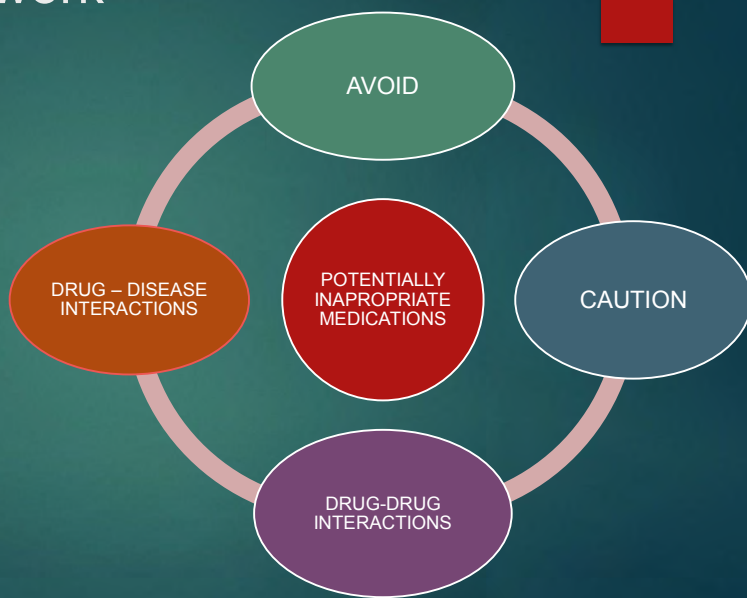 AVOID
DRUG – DISEASE
INTERACTIONS
POTENTIALLY
INAPROPRIATE
MEDICATIONS
CAUTION
DRUG-DRUG
INTERACTIONS